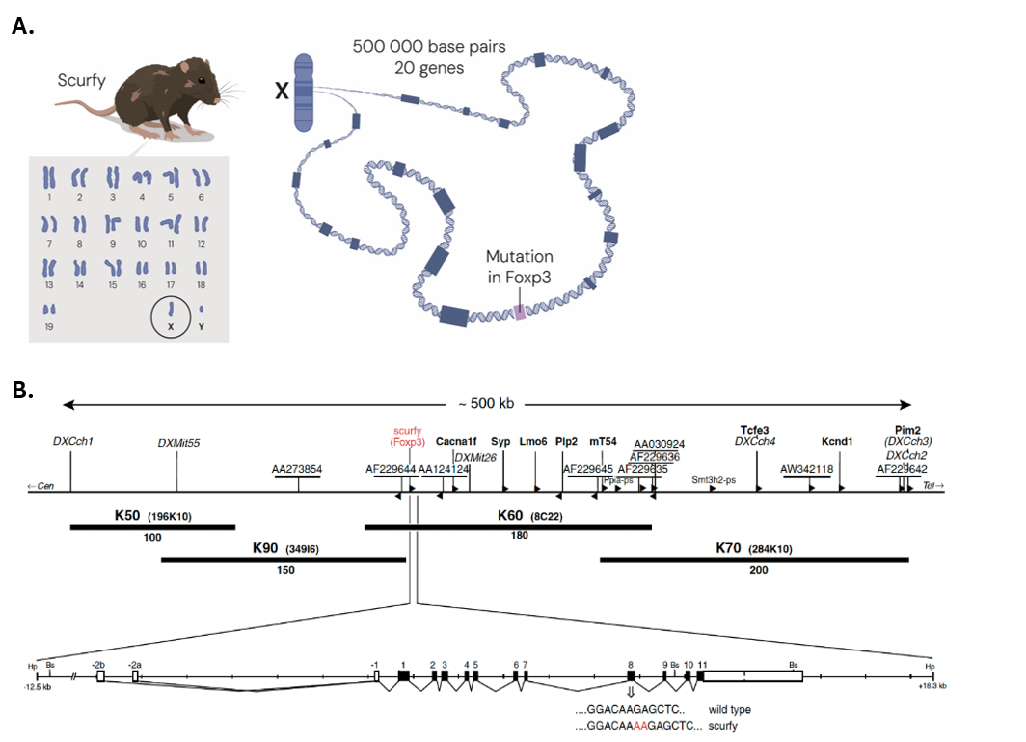 A.
500 000 base pairs
20 genes
Scurfy
X
1 2 3 4 5 6
7 8 9 10 11 12
13 14 15 16 17 18
19 X Y
Mutation
in Foxp3
B.
~ 500 kb
DXCch1 DXMit55 AA273854
scurfy
(Foxp3)
AF229644 AA124124
Cacna1f
DXMit26
Syp Lmo6 Plp2 mT54
AF229645
Ppia-ps
AA030924
AF229636
AF229635
Smt3h2-ps
Tcfe3
DXCch4
AW342118
Kcnd1
Pim2
(DXCch3)
DXCch2
AF229642
←Cen Tel→
K50 (196K10)
100
K90 (349I6)
150
K60 (8C22)
180
K70 (284K10)
200
Hp Bs -2b -2a -1 1 2 3 4 5 6 7 8 9 Bs 10 11 Bs Hp
-12.5 kb +18.3 kb
....GGACAAGAGCTC.. wild type
....GGACAAAAGAGCTC... scurfy